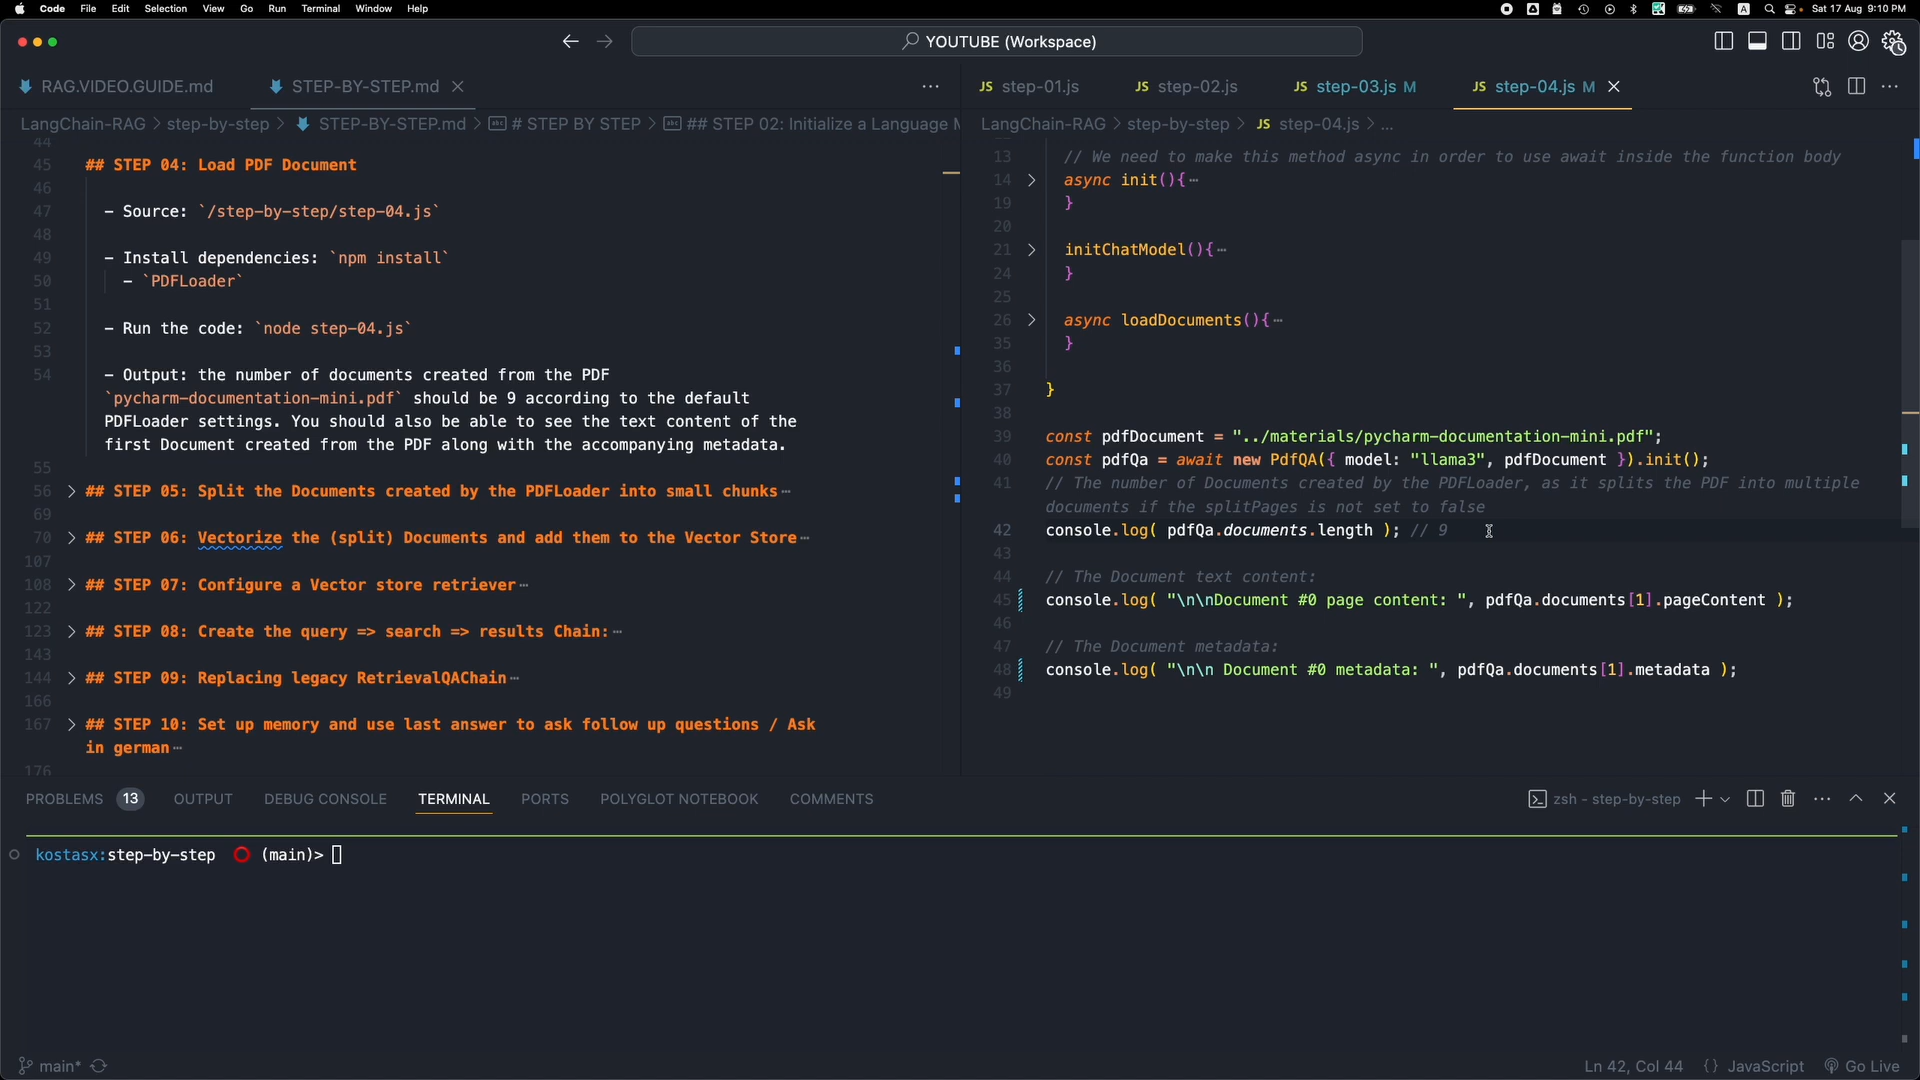 Code File Edit Selection View Go Run Terminal Window Help
A
Sat 17 Aug 9:10 PM
YOUTUBE (Workspace)
RAG.VIDEO.GUIDE.md
STEP-BY-STEP.md
LangChain-RAG > step-by-step > STEP-BY-STEP.md > # STEP BY STEP > ## STEP 02: Initialize a Language
44
45 ## STEP 04: Load PDF Document
46
47 - Source: `/step-by-step/step-04.js`
48
49 - Install dependencies: `npm install`
50 - `PDFLoader`
51
52 - Run the code: `node step-04.js`
53
54 - Output: the number of documents created from the PDF
`pycharm-documentation-mini.pdf` should be 9 according to the default
PDFLoader settings. You should also be able to see the text content of the
first Document created from the PDF along with the accompanying metadata.
55
56 > ## STEP 05: Split the Documents created by the PDFLoader into small chunks…
69
70 > ## STEP 06: Vectorize the (split) Documents and add them to the Vector Store…
107
108 > ## STEP 07: Configure a Vector store retriever…
122
123 > ## STEP 08: Create the query => search => results Chain:…
143
144 > ## STEP 09: Replacing legacy RetrievalQAChain…
166
167 > ## STEP 10: Set up memory and use last answer to ask follow up questions / Ask
in german…
176
JS step-01.js
JS step-02.js
JS step-03.js M
JS step-04.js M
LangChain-RAG > step-by-step > JS step-04.js > ...
13 // We need to make this method async in order to use await inside the function body
14 > async init(){…
19 }
20
21 > initChatModel(){…
24 }
25
26 > async loadDocuments(){…
35 }
36
37 }
38
39 const pdfDocument = "../materials/pycharm-documentation-mini.pdf";
40 const pdfQa = await new PdfQA({ model: "llama3", pdfDocument }).init();
41 // The number of Documents created by the PDFLoader, as it splits the PDF into multiple
documents if the splitPages is not set to false
42 console.log( pdfQa.documents.length ); // 9
43
44 // The Document text content:
45 console.log( "\n\nDocument #0 page content: ", pdfQa.documents[1].pageContent );
46
47 // The Document metadata:
48 console.log( "\n\n Document #0 metadata: ", pdfQa.documents[1].metadata );
49
PROBLEMS 13 OUTPUT DEBUG CONSOLE TERMINAL PORTS POLYGLOT NOTEBOOK COMMENTS
zsh - step-by-step
kostasx:step-by-step (main)>
main*
Ln 42, Col 44 {} JavaScript Go Live